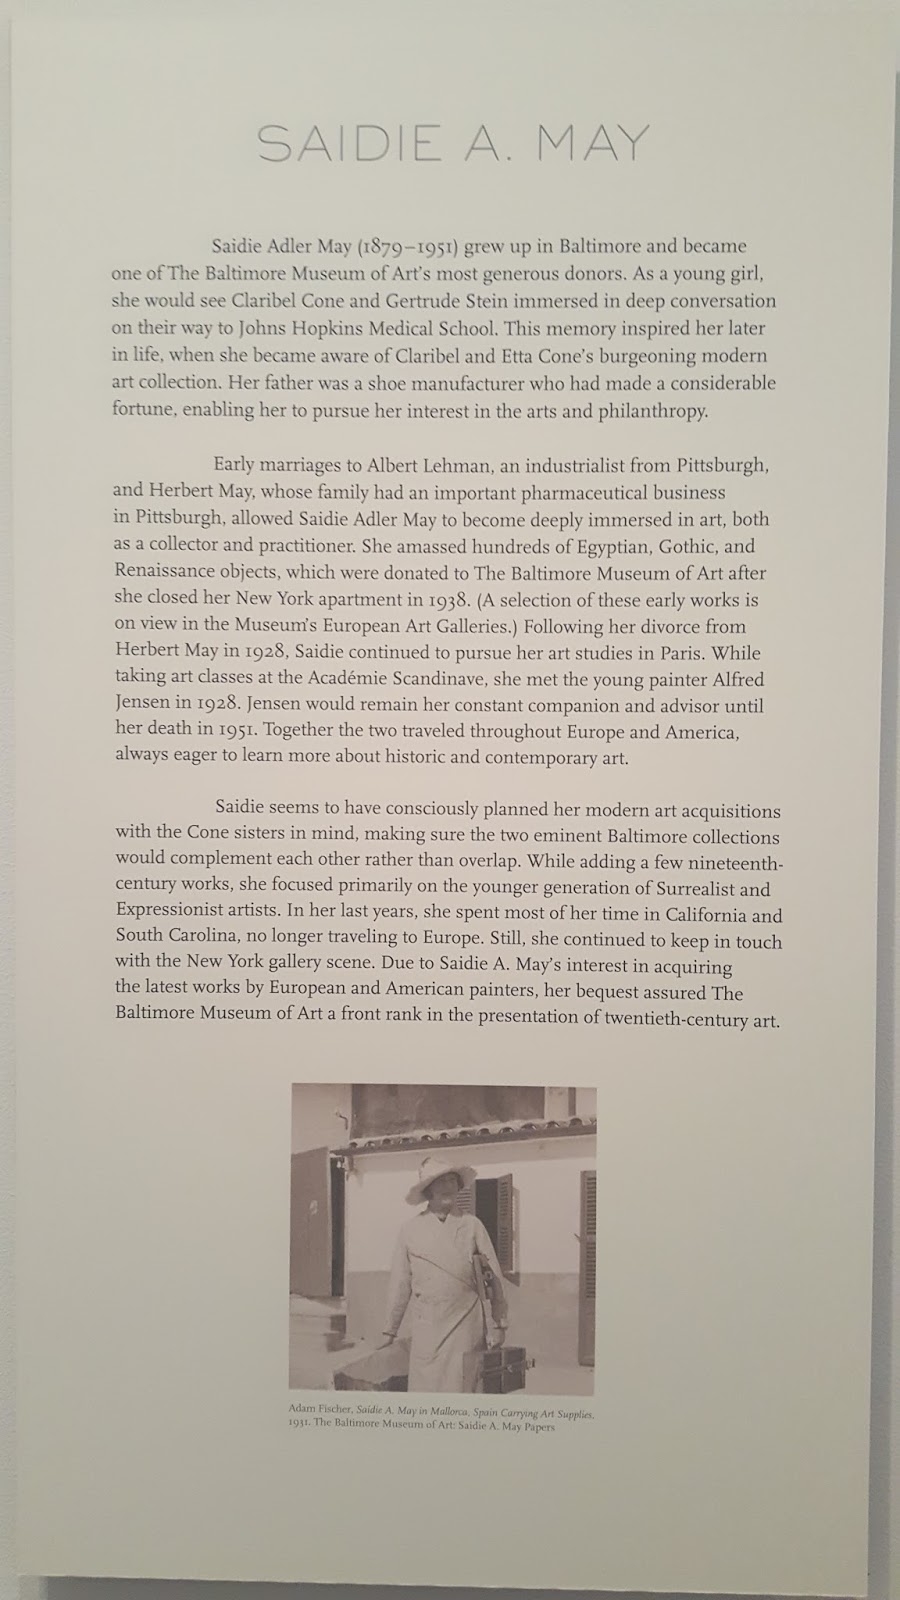 SAIDIE A. MAY
Saidie Adler May (1879–1951) grew up in Baltimore and became
one of The Baltimore Museum of Art's most generous donors. As a young girl,
she would see Claribel Cone and Gertrude Stein immersed in deep conversation
on their way to Johns Hopkins Medical School. This memory inspired her later
in life, when she became aware of Claribel and Etta Cone's burgeoning modern
art collection. Her father was a shoe manufacturer who had made a considerable
fortune, enabling her to pursue her interest in the arts and philanthropy.
Early marriages to Albert Lehman, an industrialist from Pittsburgh,
and Herbert May, whose family had an important pharmaceutical business
in Pittsburgh, allowed Saidie Adler May to become deeply immersed in art, both
as a collector and practitioner. She amassed hundreds of Egyptian, Gothic, and
Renaissance objects, which were donated to The Baltimore Museum of Art after
she closed her New York apartment in 1938. (A selection of these early works is
on view in the Museum's European Art Galleries.) Following her divorce from
Herbert May in 1928, Saidie continued to pursue her art studies in Paris. While
taking art classes at the Académie Scandinave, she met the young painter Alfred
Jensen in 1928. Jensen would remain her constant companion and advisor until
her death in 1951. Together the two traveled throughout Europe and America,
always eager to learn more about historic and contemporary art.
Saidie seems to have consciously planned her modern art acquisitions
with the Cone sisters in mind, making sure the two eminent Baltimore collections
would complement each other rather than overlap. While adding a few nineteenth-
century works, she focused primarily on the younger generation of Surrealist and
Expressionist artists. In her last years, she spent most of her time in California and
South Carolina, no longer traveling to Europe. Still, she continued to keep in touch
with the New York gallery scene. Due to Saidie A. May's interest in acquiring
the latest works by European and American painters, her bequest assured The
Baltimore Museum of Art a front rank in the presentation of twentieth-century art.
Adam Fischer, Saidie A. May in Mallorca, Spain Carrying Art Supplies,
1931. The Baltimore Museum of Art: Saidie A. May Papers